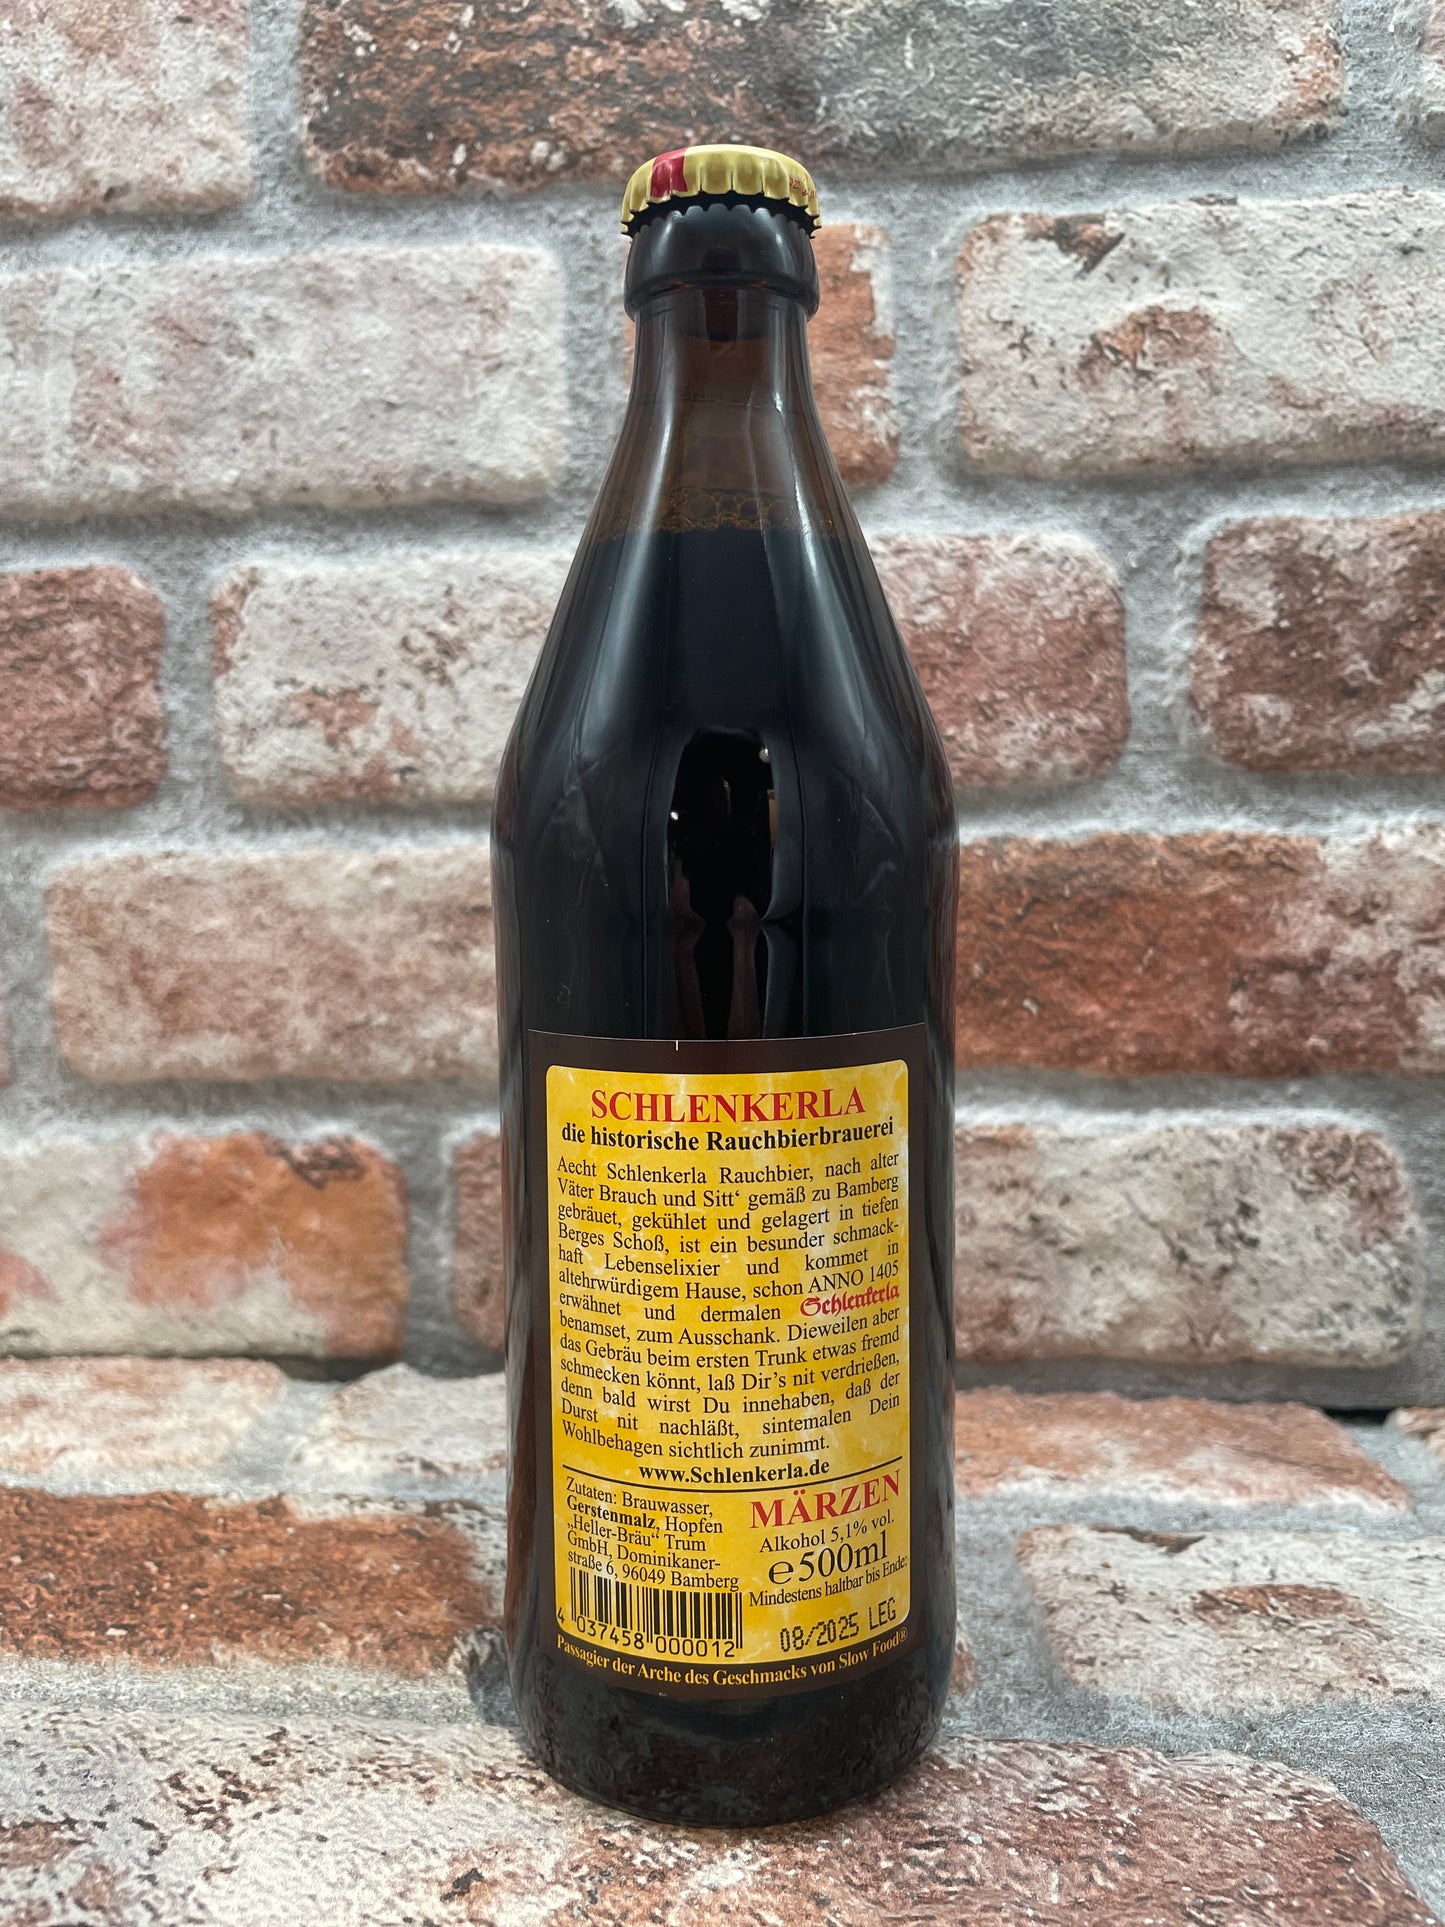 SCHLENKERLA
die historische Rauchbierbrauerei
Aecht Schlenkerla Rauchbier, nach alter
Väter Brauch und Sitt‘ gemäß zu Bamberg
gebräuet, gekühlet und gelagert in tiefen
Berges Schoß, ist ein besunder schmack-
haft Lebenselixier und kommet in
altehrwürdigem Hause, schon ANNO 1405
erwähnt und dermalen Schlenkerla
benamset, zum Ausschank. Dieweilen aber
das Gebräu beim ersten Trunk etwas fremd
schmecken könnt, laß Dir’s nit verdrießen,
denn bald wirst Du innehaben, daß der
Durst nit nachläßt, sintemalen Dein
Wohlbehagen sichtlich zunimmt.
www.Schlenkerla.de
Zutaten: Brauwasser,
Gerstenmalz, Hopfen
„Heller-Bräu“ Trum
GmbH, Dominikaner-
straße 6, 96049 Bamberg
4 037458 000012
MÄRZEN
Alkohol 5,1% vol.
℮500ml
Mindestens haltbar bis Ende:
08/2025 LEG
Passagier der Arche des Geschmacks von Slow Food®